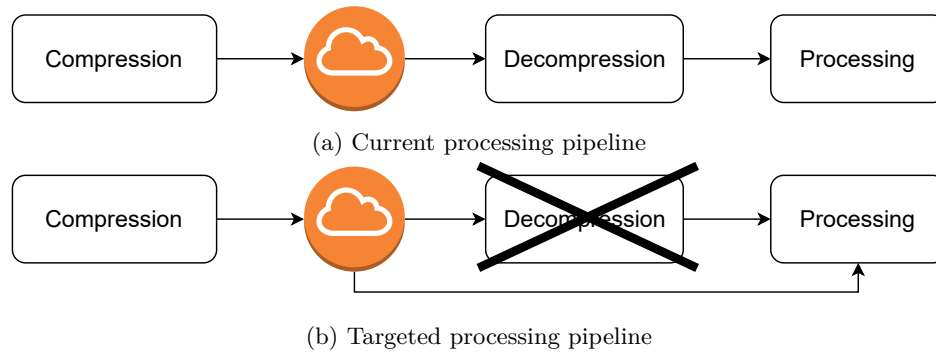 Compression
Decompression
Processing
(a) Current processing pipeline
Compression
Decompression
Processing
(b) Targeted processing pipeline